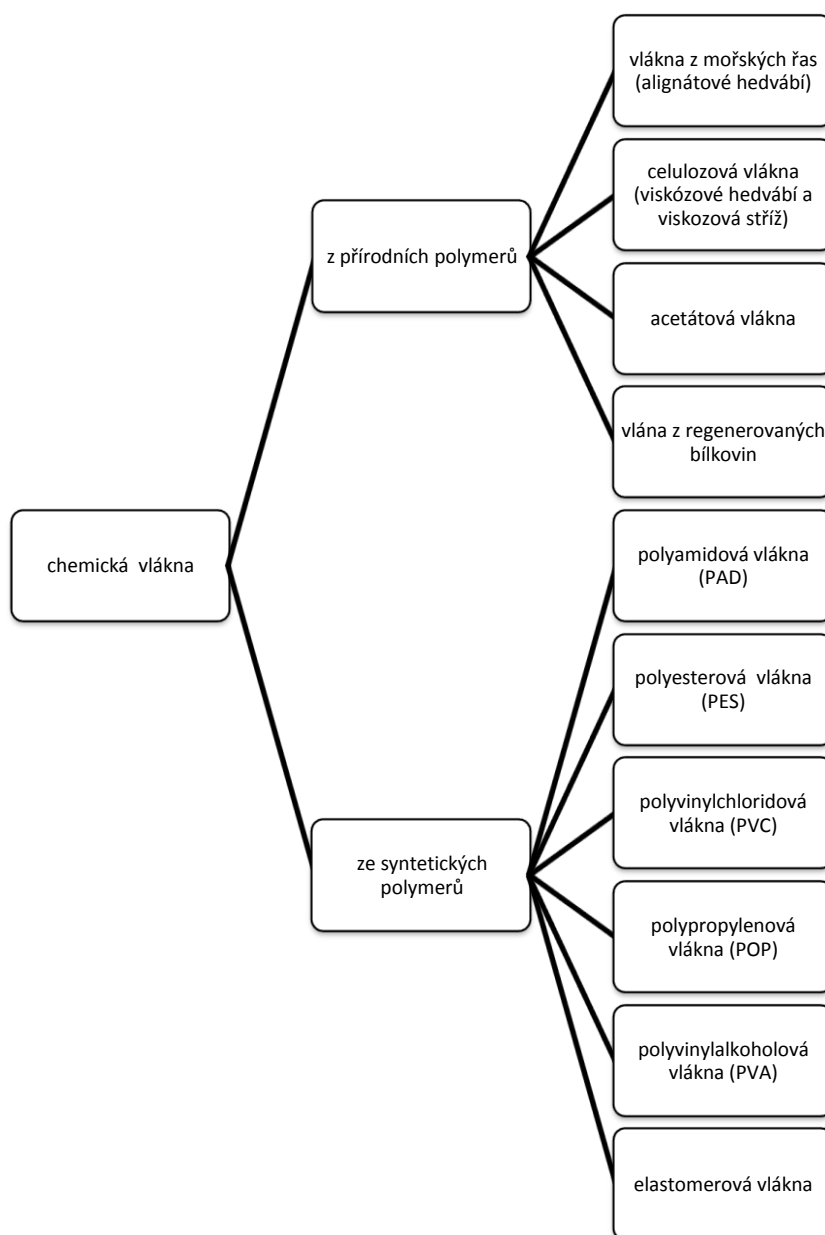 vlákna z mořských řas
(alignátové hedvábí)
celulozová vlákna
(viskózové hedvábí a
viskozová stříž)
z přírodních polymerů
acetátová vlákna
vlána z regenerovaných
bílkovin
chemická vlákna
polyamidová vlákna
(PAD)
polyesterová vlákna
(PES)
polyvinylchloridová
vlákna (PVC)
ze syntetických
polymerů
polypropylenová
vlákna (POP)
polyvinylalkoholová
vlákna (PVA)
elastomerová vlákna